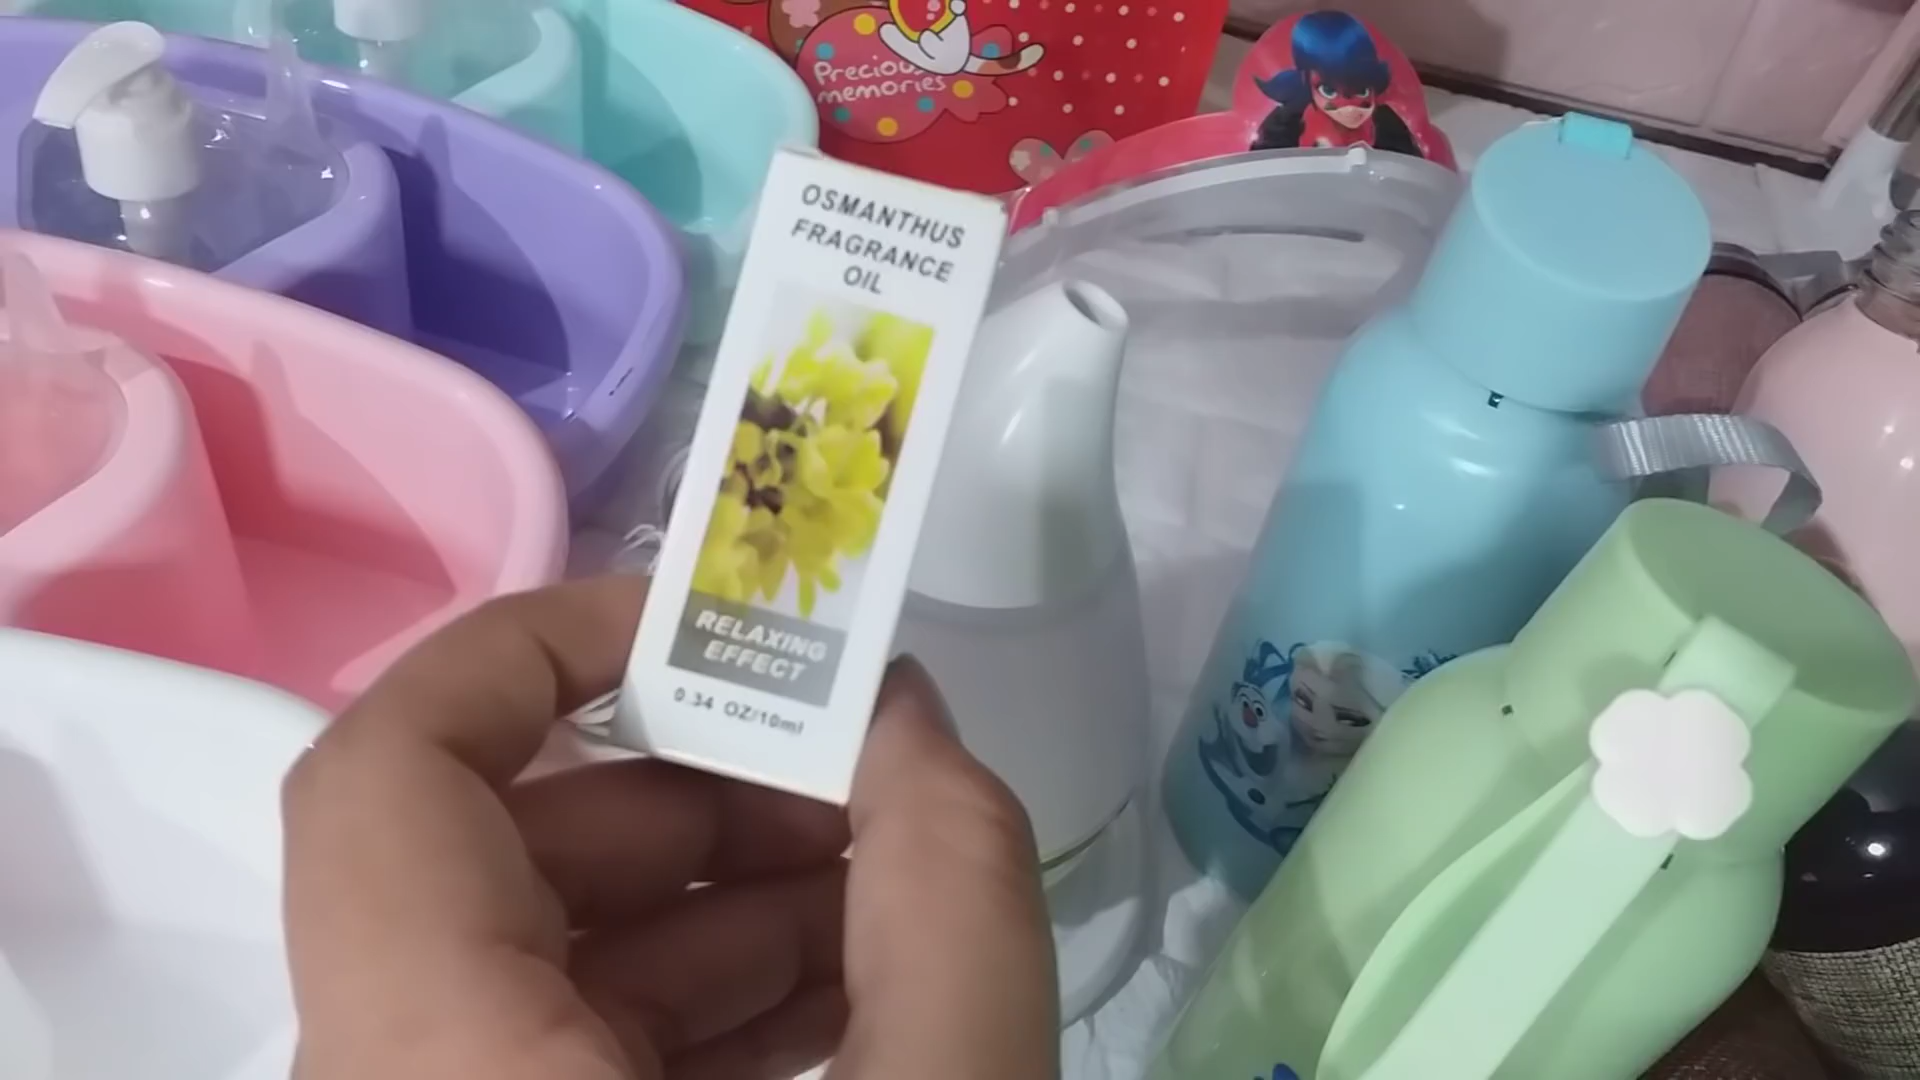 Precious
memories
OSMANTHUS
FRAGRANCE
OIL
RELAXING
EFFECT
0.34 OZ/10ml